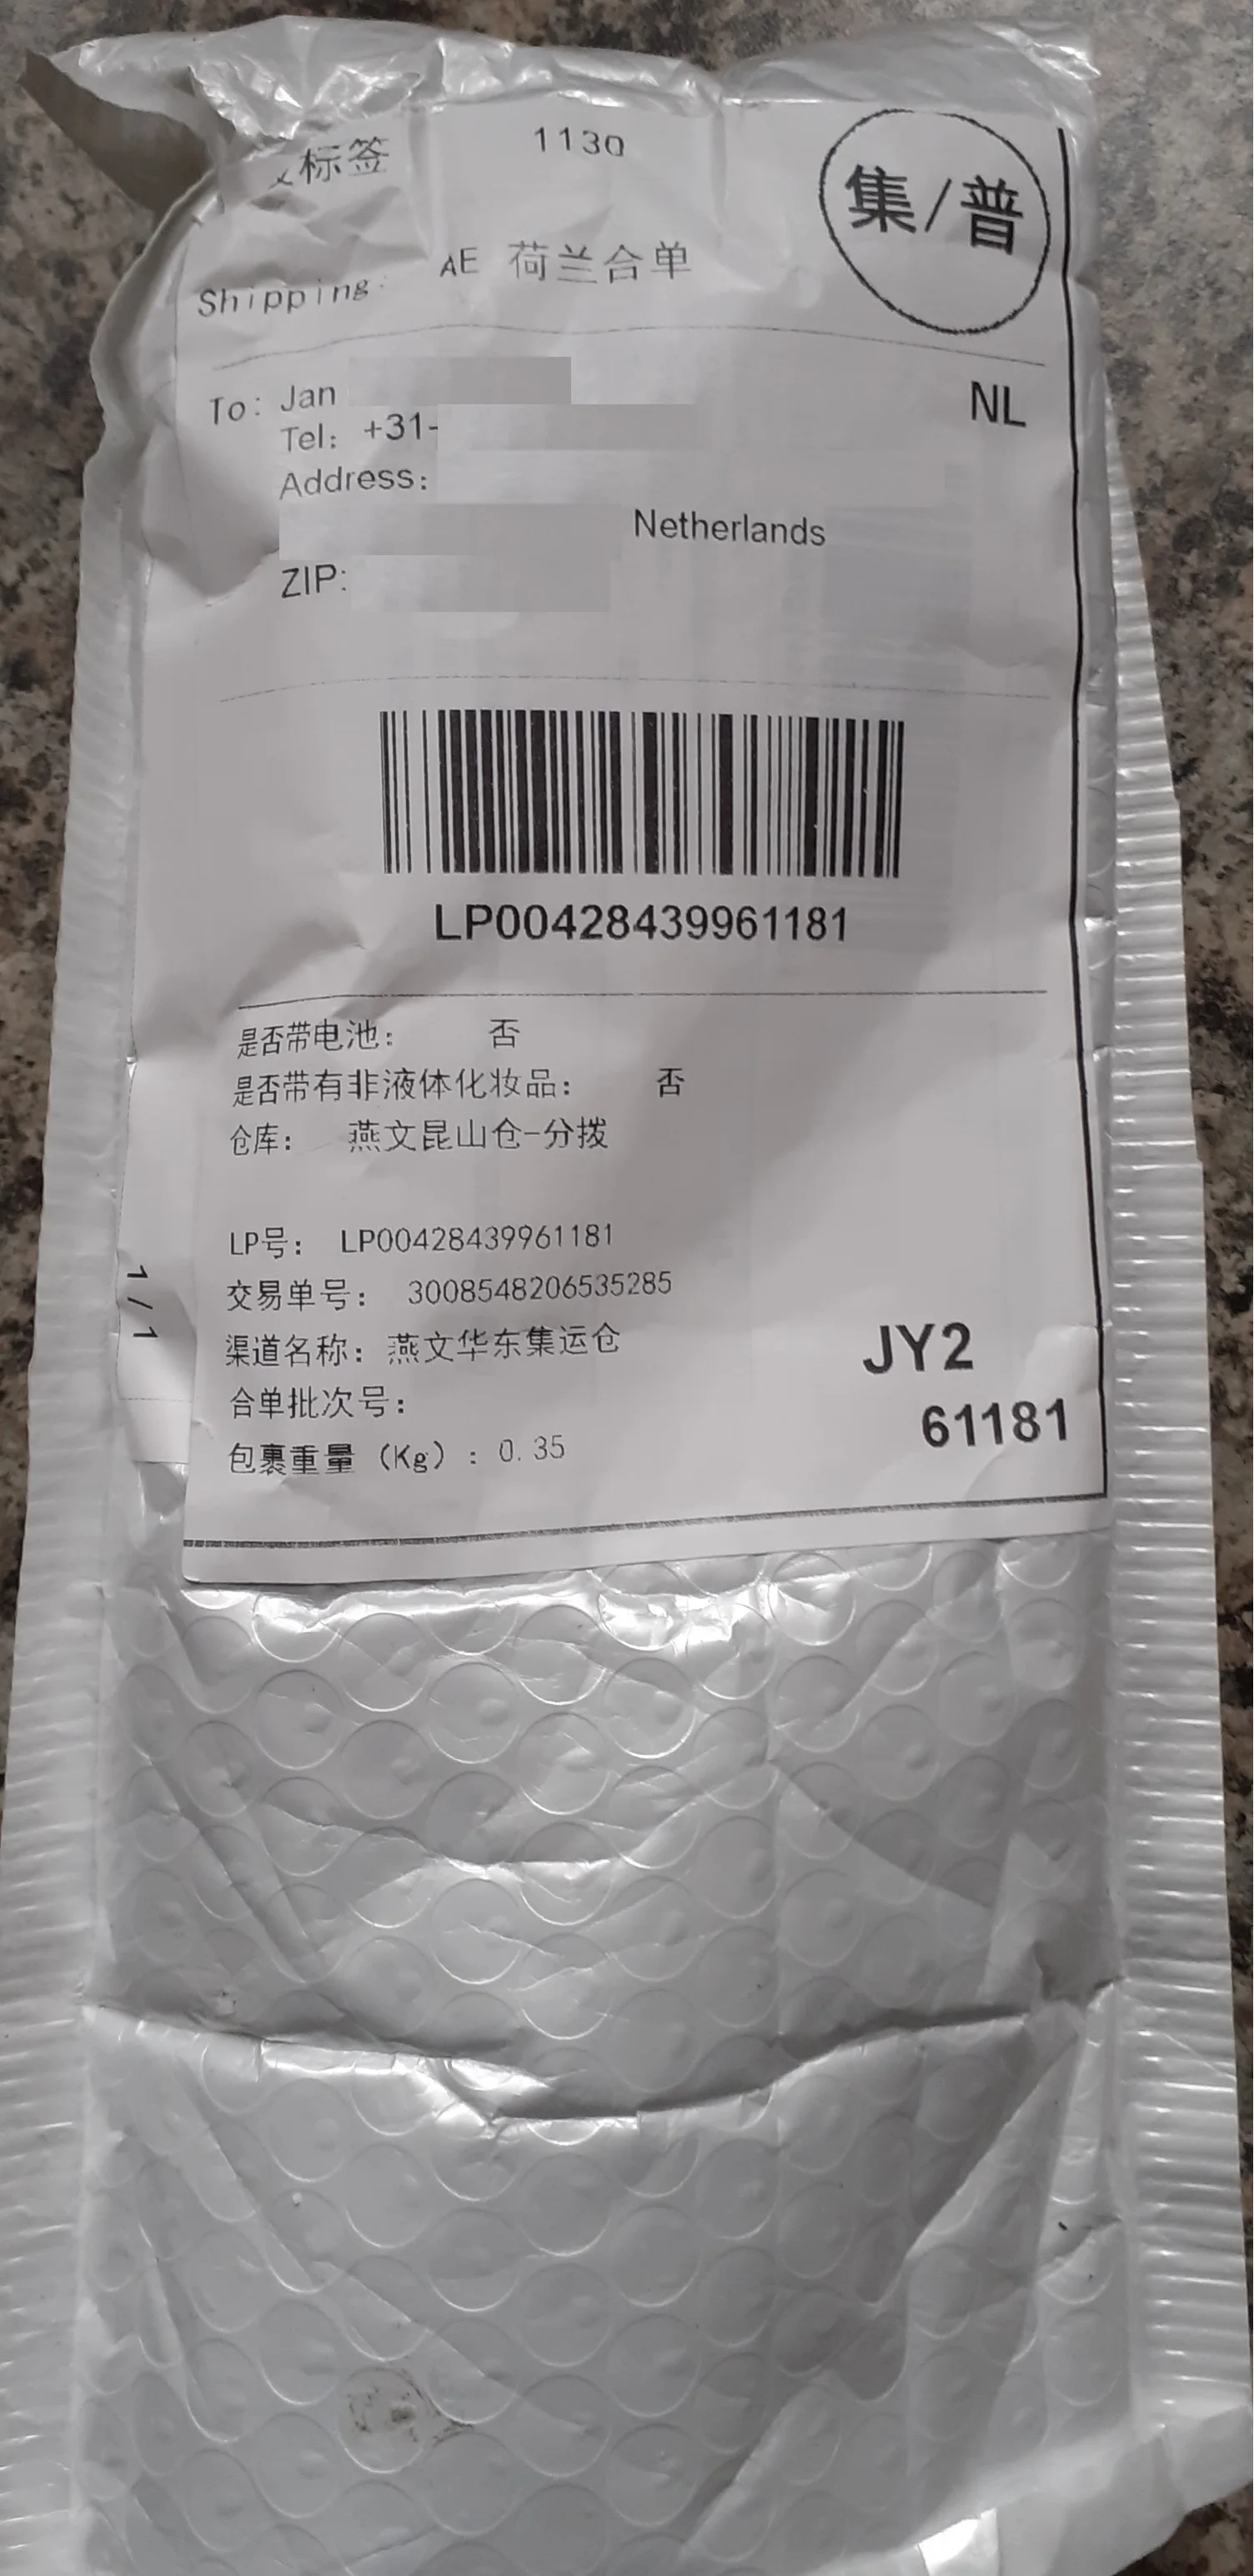 标签
1130
集/普
Shipping: AE 荷兰合单
To: Jan
NL
Tel: +31-
Address:
Netherlands
ZIP:
LP00428439961181
是否带电池: 否
是否带有非液体化妆品: 否
仓库: 燕文昆山仓-分拨
LP号: LP00428439961181
交易单号: 3008548206535285
渠道名称: 燕文华东集运仓
JY2
合单批次号:
61181
包裹重量 (Kg) : 0.35
1/1